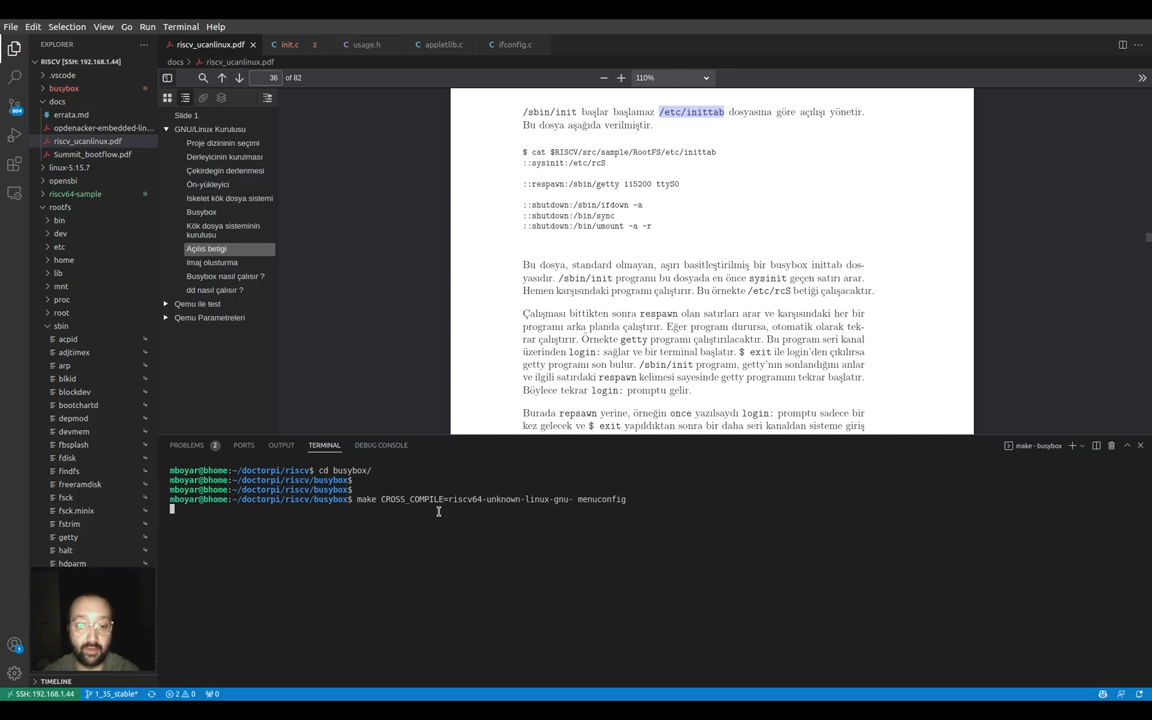 File Edit Selection View Go Run Terminal Help
EXPLORER
RISCV [SSH: 192.168.1.44]
.vscode
busybox
docs
errata.md
opdenacker-embedded-lin...
riscv_ucanlinux.pdf
Summit_bootflow.pdf
linux-5.15.7
opensbi
riscv64-sample
rootfs
bin
dev
etc
home
lib
mnt
proc
root
sbin
acpid
adjtimex
arp
blkid
blockdev
bootchartd
depmod
devmem
fbsplash
fdisk
findfs
freeramdisk
fsck
fsck.minix
fstrim
getty
halt
hdparm
TIMELINE
804
1
riscv_ucanlinux.pdf
init.c 2
usage.h
appletlib.c
ifconfig.c
docs > riscv_ucanlinux.pdf
36 of 82
110%
Slide 1
GNU/Linux Kurulusu
Proje dizininin seçimi
Derleyicinin kurulması
Çekirdegin derlenmesi
Ön-yükleyici
Iskelet kök dosya sistemi
Busybox
Kök dosya sisteminin
kurulusu
Açılıs betigi
Imaj olusturma
Busybox nasıl çalısır ?
dd nasıl çalısır ?
Qemu ile test
Qemu Parametreleri
/sbin/init başlar başlamaz /etc/inittab dosyasına göre açılışı yönetir.
Bu dosya aşağıda verilmiştir.
$ cat $RISCV/src/sample/RootFS/etc/inittab
::sysinit:/etc/rcS
::respawn:/sbin/getty 115200 ttyS0
::shutdown:/sbin/ifdown -a
::shutdown:/bin/sync
::shutdown:/bin/umount -a -r
Bu dosya, standard olmayan, aşırı basitleştirilmiş bir busybox inittab dos-
yasıdır. /sbin/init programı bu dosyada en önce sysinit geçen satırı arar.
Hemen karşısındaki programı çalıştırır. Bu örnekte /etc/rcS betiği çalışacaktır.
Çalışması bittikten sonra respawn olan satırları arar ve karşısındaki her bir
programı arka planda çalıştırır. Eğer program durursa, otomatik olarak tek-
rar çalıştırır. Örnekte getty programı çalıştırılacaktır. Bu program seri kanal
üzerinden login: sağlar ve bir terminal başlatır. $ exit ile login'den çıkılırsa
getty programı son bulur. /sbin/init programı, getty'nin sonlandığını anlar
ve ilgili satırdaki respawn kelimesi sayesinde getty programını tekrar başlatır.
Böylece tekrar login: promptu gelir.
Burada repsawn yerine, örneğin once yazılsaydı login: promptu sadece bir
kez gelecek ve $ exit yapıldıktan sonra bir daha seri kanaldan sisteme giriş
PROBLEMS 2 PORTS OUTPUT TERMINAL DEBUG CONSOLE
make - busybox
mboyar@bhome:~/doctorpi/riscv$ cd busybox/
mboyar@bhome:~/doctorpi/riscv/busybox$
mboyar@bhome:~/doctorpi/riscv/busybox$
mboyar@bhome:~/doctorpi/riscv/busybox$ make CROSS_COMPILE=riscv64-unknown-linux-gnu- menuconfig
SSH: 192.168.1.44 1_35_stable* 2 0 0